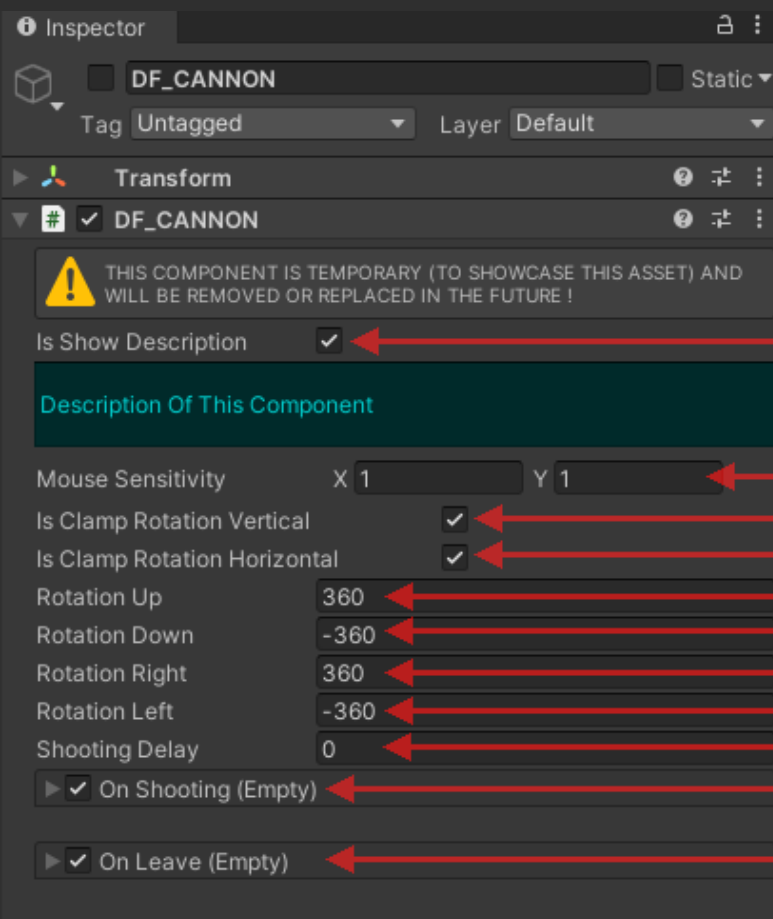 Inspector
DF_CANNON Static
Tag Untagged Layer Default
Transform
# DF_CANNON
THIS COMPONENT IS TEMPORARY (TO SHOWCASE THIS ASSET) AND
WILL BE REMOVED OR REPLACED IN THE FUTURE !
Is Show Description
Description Of This Component
Mouse Sensitivity X 1 Y 1
Is Clamp Rotation Vertical
Is Clamp Rotation Horizontal
Rotation Up 360
Rotation Down -360
Rotation Right 360
Rotation Left -360
Shooting Delay 0
On Shooting (Empty)
On Leave (Empty)